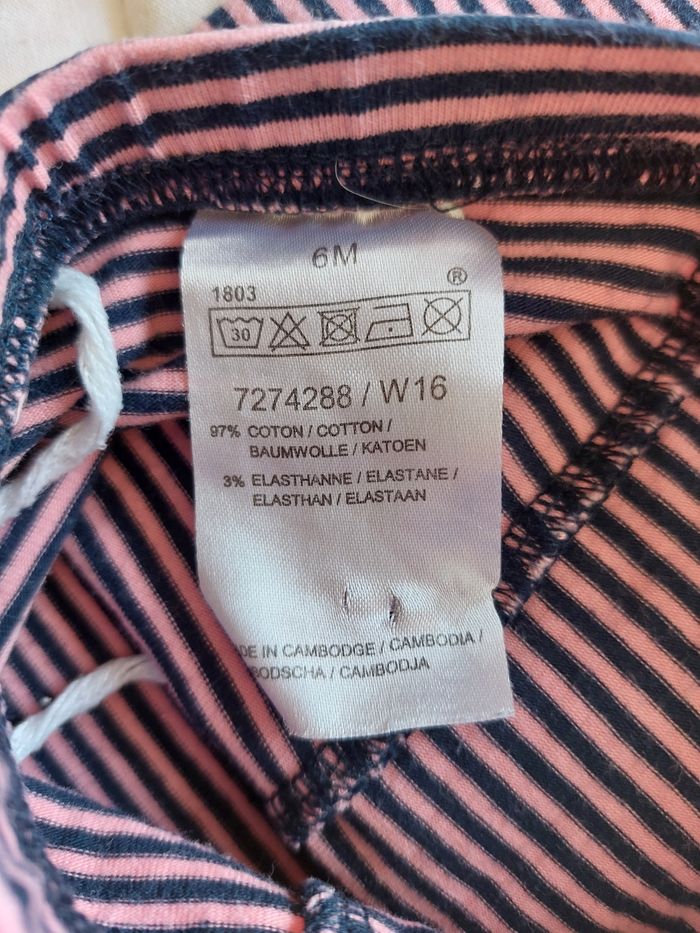 6M
1803 ®
30
7274288 / W16
97% COTON / COTTON /
BAUMWOLLE / KATOEN
3% ELASTHANNE / ELASTANE /
ELASTHAN / ELASTAAN
DE IN CAMBODGE / CAMBODIA /
BODSCHA / CAMBODJA